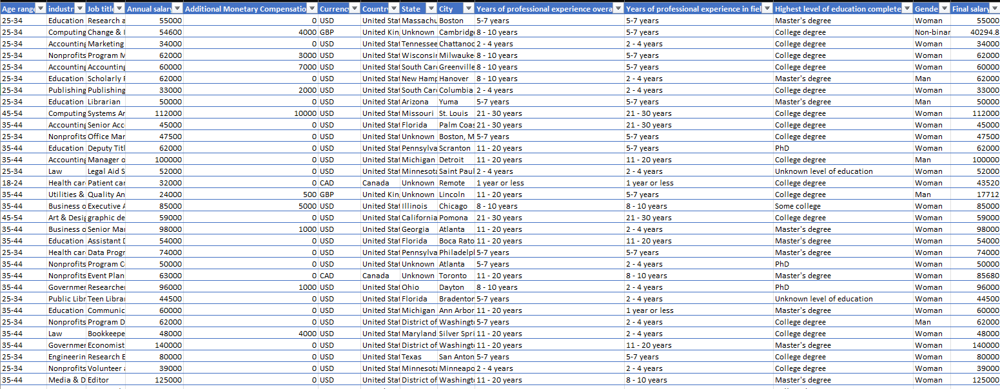 Age range industr Job title Annual salary Additional Monetary Compensatio Currency Countr State City Years of professional experience overa Years of professional experience in fiel Highest level of education complete Gende Final salary
25-34 Education Research a 55000 0 USD United Stat Massachu Boston 5-7 years 5-7 years Master's degree Woman 55000
25-34 Computing Change & I 54600 4000 GBP United Kin Unknown Cambridge 8 - 10 years 5-7 years College degree Non-binar 40294.8
25-34 Accounting Marketing 34000 0 USD United Stat Tennessee Chattanoo 2 - 4 years 2 - 4 years College degree Woman 34000
25-34 Nonprofits Program M 62000 3000 USD United Stat Wisconsin Milwauke 8 - 10 years 5-7 years College degree Woman 62000
25-34 Accounting Accounting 60000 7000 USD United Stat South Car Greenville 8 - 10 years 5-7 years College degree Woman 60000
25-34 Education Scholarly P 62000 0 USD United Stat New Hamp Hanover 8 - 10 years 2 - 4 years Master's degree Man 62000
25-34 Publishing Publishing 33000 2000 USD United Stat South Car Columbia 2 - 4 years 2 - 4 years College degree Woman 33000
25-34 Education Librarian 50000 0 USD United Stat Arizona Yuma 5-7 years 5-7 years Master's degree Man 50000
45-54 Computing Systems An 112000 10000 USD United Stat Missouri St. Louis 21 - 30 years 21 - 30 years College degree Woman 112000
35-44 Accounting Senior Acc 45000 0 USD United Stat Florida Palm Coas 21 - 30 years 21 - 30 years College degree Woman 45000
25-34 Nonprofits Office Man 47500 0 USD United Stat Unknown Boston, M 5-7 years 5-7 years College degree Woman 47500
35-44 Education Deputy Titl 62000 0 USD United Stat Pennsylva Scranton 11 - 20 years 5-7 years PhD Woman 62000
35-44 Accounting Manager o 100000 0 USD United Stat Michigan Detroit 11 - 20 years 11 - 20 years College degree Man 100000
25-34 Law Legal Aid S 52000 0 USD United Stat Minnesota Saint Paul 2 - 4 years 2 - 4 years Unknown level of education Woman 52000
18-24 Health car Patient car 32000 0 CAD Canada Unknown Remote 1 year or less 1 year or less College degree Woman 43520
35-44 Utilities & Quality An 24000 500 GBP United Kin Unknown Lincoln 11 - 20 years 5-7 years College degree Man 17712
35-44 Business o Executive A 85000 5000 USD United Stat Illinois Chicago 8 - 10 years 8 - 10 years Some college Woman 85000
45-54 Art & Desig graphic de 59000 0 USD United Stat California Pomona 21 - 30 years 21 - 30 years College degree Woman 59000
35-44 Business o Senior Man 98000 1000 USD United Stat Georgia Atlanta 11 - 20 years 2 - 4 years Master's degree Woman 98000
35-44 Education Assistant D 54000 0 USD United Stat Florida Boca Rato 11 - 20 years 11 - 20 years Master's degree Woman 54000
25-34 Health car Data Progr 74000 0 USD United Stat Pennsylva Philadelph 5-7 years 5-7 years Master's degree Woman 74000
35-44 Nonprofits Program C 50000 0 USD United Stat Unknown Atlanta 5-7 years 2 - 4 years PhD Woman 50000
35-44 Nonprofits Event Plan 63000 0 CAD Canada Unknown Toronto 11 - 20 years 8 - 10 years Master's degree Woman 85680
35-44 Governmer Researcher 96000 1000 USD United Stat Ohio Dayton 8 - 10 years 2 - 4 years PhD Woman 96000
25-34 Public Libr Teen Librar 44500 0 USD United Stat Florida Bradenton 5-7 years 2 - 4 years Unknown level of education Woman 44500
35-44 Education Communic 60000 0 USD United Stat Michigan Ann Arbor 11 - 20 years 1 year or less Master's degree Woman 60000
25-34 Nonprofits Program D 62000 0 USD United Stat District of Washingto 5-7 years 2 - 4 years College degree Man 62000
35-44 Law Bookkeepe 48000 4000 USD United Stat Maryland Silver Spri 11 - 20 years 2 - 4 years College degree Woman 48000
35-44 Governmer Economist 140000 0 USD United Stat District of Washingto 11 - 20 years 11 - 20 years Master's degree Woman 140000
25-34 Engineerin Research E 80000 0 USD United Stat Texas San Anton 5-7 years 5-7 years College degree Woman 80000
25-34 Nonprofits Volunteer a 39000 0 USD United Stat Minnesota Minneapo 2 - 4 years 2 - 4 years College degree Woman 39000
35-44 Media & D Editor 125000 0 USD United Stat District of Washingto 11 - 20 years 8 - 10 years Master's degree Woman 125000